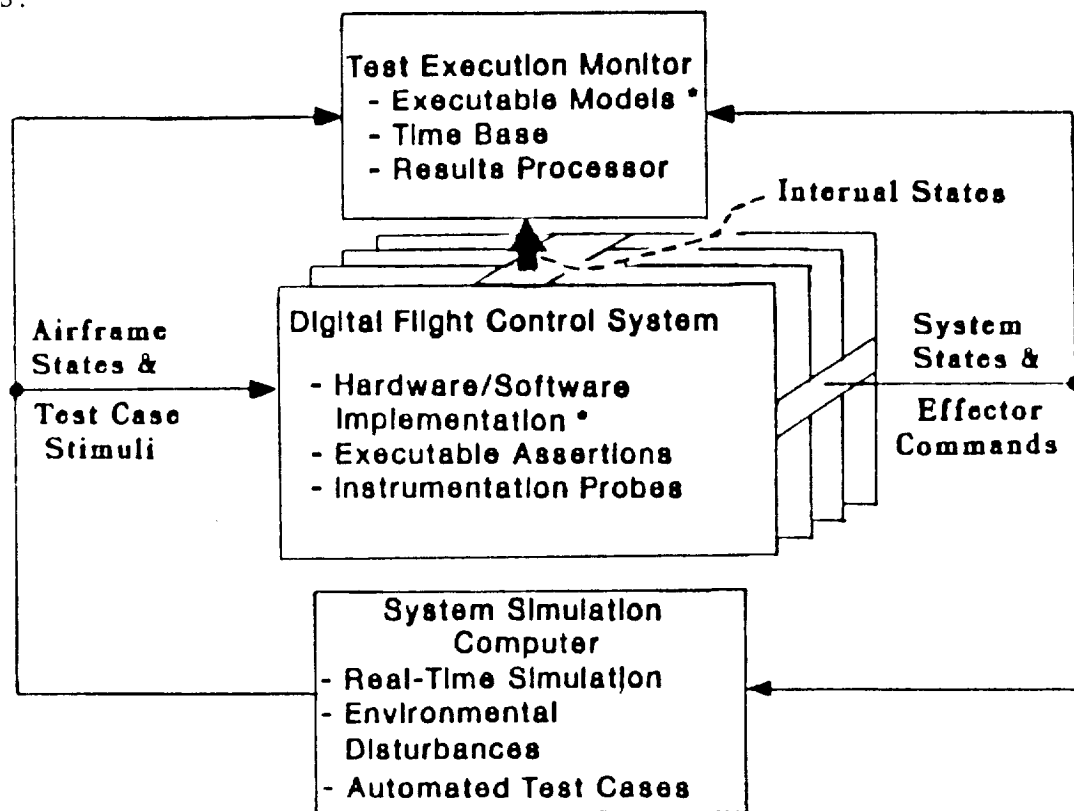 s.
Test Execution Monitor
- Executable Models *
- Time Base
- Results Processor
Internal States
Digital Flight Control System
- Hardware/Software
Implementation *
- Executable Assertions
- Instrumentation Probes
Airframe
States &
Test Case
Stimuli
System
States &
Effector
Commands
System Simulation
Computer
- Real-Time Simulation
- Environmental
Disturbances
- Automated Test Cases